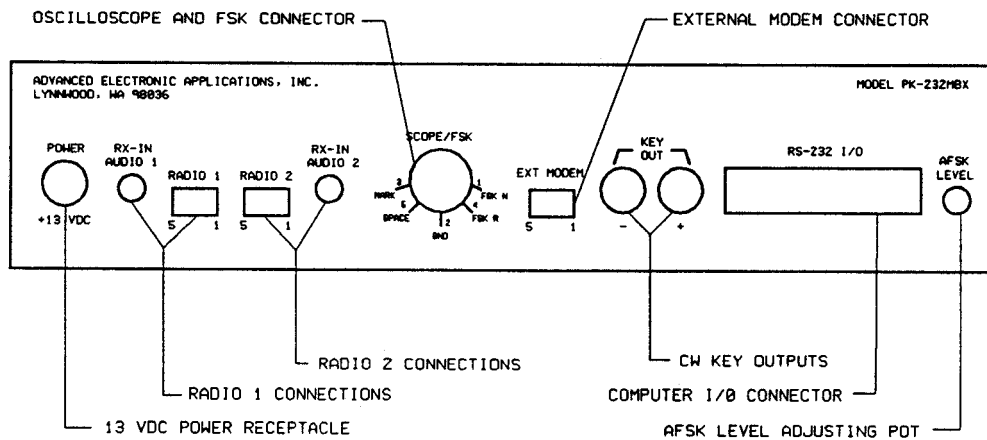 OSCILLOSCOPE AND FSK CONNECTOR
EXTERNAL MODEM CONNECTOR
ADVANCED ELECTRONIC APPLICATIONS, INC.
LYNNWOOD, WA 98036
MODEL PK-232MBX
POWER
+13 VDC
RX-IN
AUDIO 1
RADIO 1
5 1
RADIO 2
5 1
RX-IN
AUDIO 2
SCOPE/FSK
3
MARK
5
SPACE
2
GND
4
FSK R
1
FSK N
EXT MODEM
5 1
KEY
OUT
- +
RS-232 I/O
AFSK
LEVEL
RADIO 2 CONNECTIONS
CW KEY OUTPUTS
RADIO 1 CONNECTIONS
COMPUTER I/0 CONNECTOR
13 VDC POWER RECEPTACLE
AFSK LEVEL ADJUSTING POT